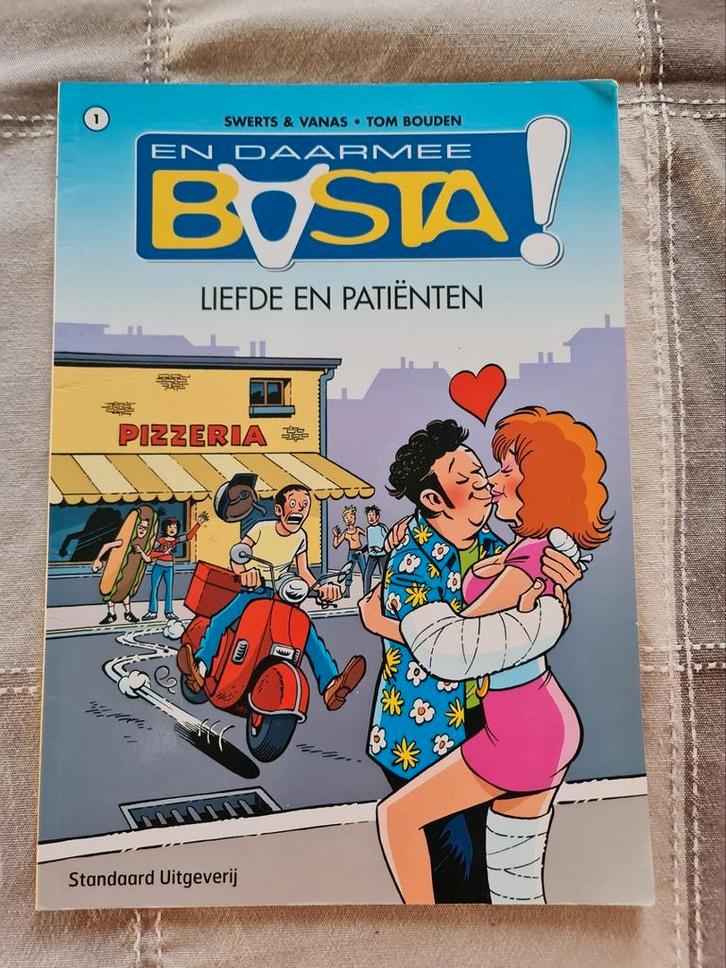 1
SWERTS & VANAS • TOM BOUDEN
EN DAARMEE
BASTA!
LIEFDE EN PATIËNTEN
PIZZERIA
Standaard Uitgeverij